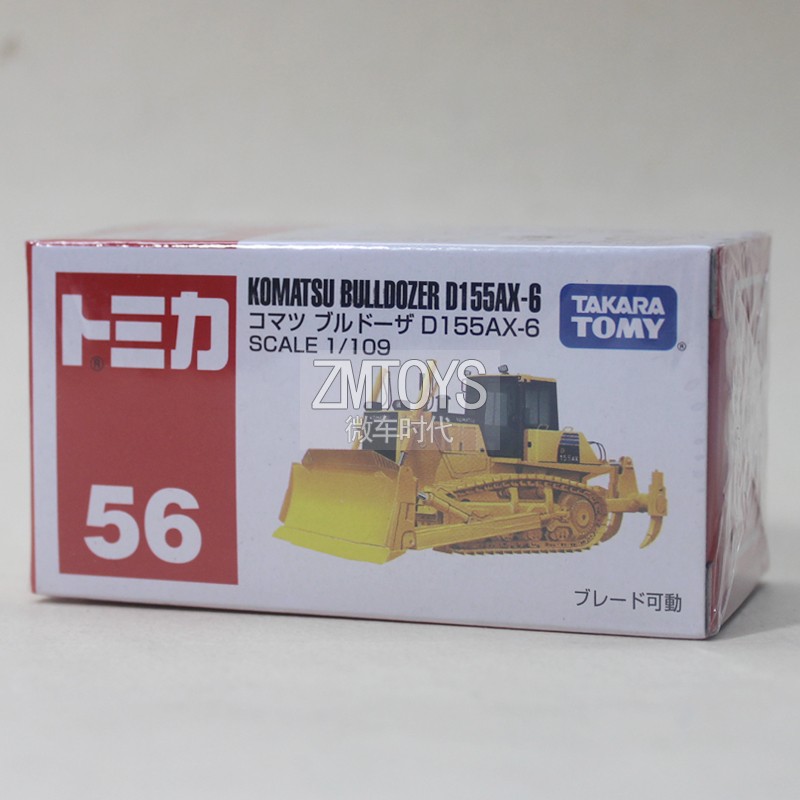 トミカ
®
56
KOMATSU BULLDOZER D155AX-6
コマツ ブルドーザ D155AX-6
SCALE 1/109
TAKARA
TOMY
®
ZMTOYS
微车时代
ブレード可動